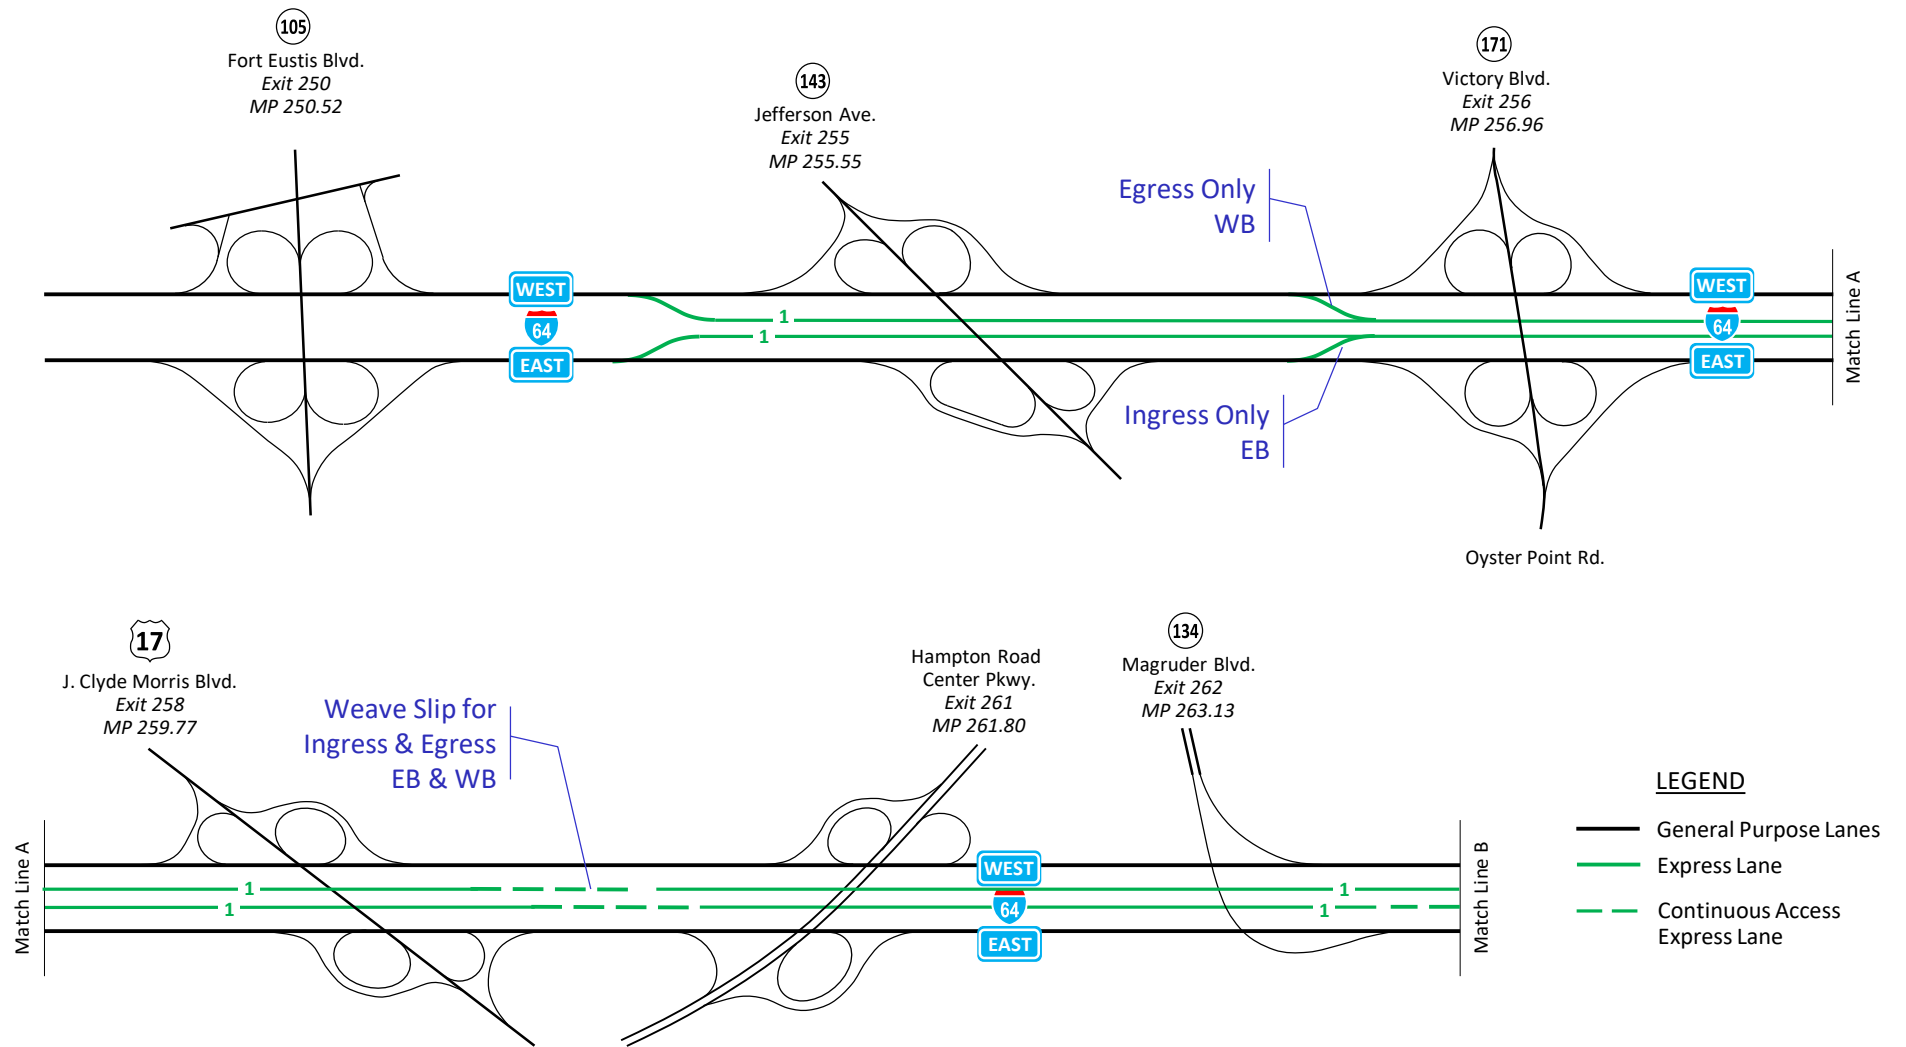 105
Fort Eustis Blvd.
Exit 250
MP 250.52
143
Jefferson Ave.
Exit 255
MP 255.55
171
Victory Blvd.
Exit 256
MP 256.96
Egress Only
WB
WEST
64
EAST
1
1
Ingress Only
EB
WEST
64
EAST
Match Line A
Oyster Point Rd.
17
J. Clyde Morris Blvd.
Exit 258
MP 259.77
Weave Slip for
Ingress & Egress
EB & WB
Hampton Road
Center Pkwy.
Exit 261
MP 261.80
134
Magruder Blvd.
Exit 262
MP 263.13
Match Line A
1
1
WEST
64
EAST
1
1
Match Line B
LEGEND
General Purpose Lanes
Express Lane
Continuous Access
Express Lane